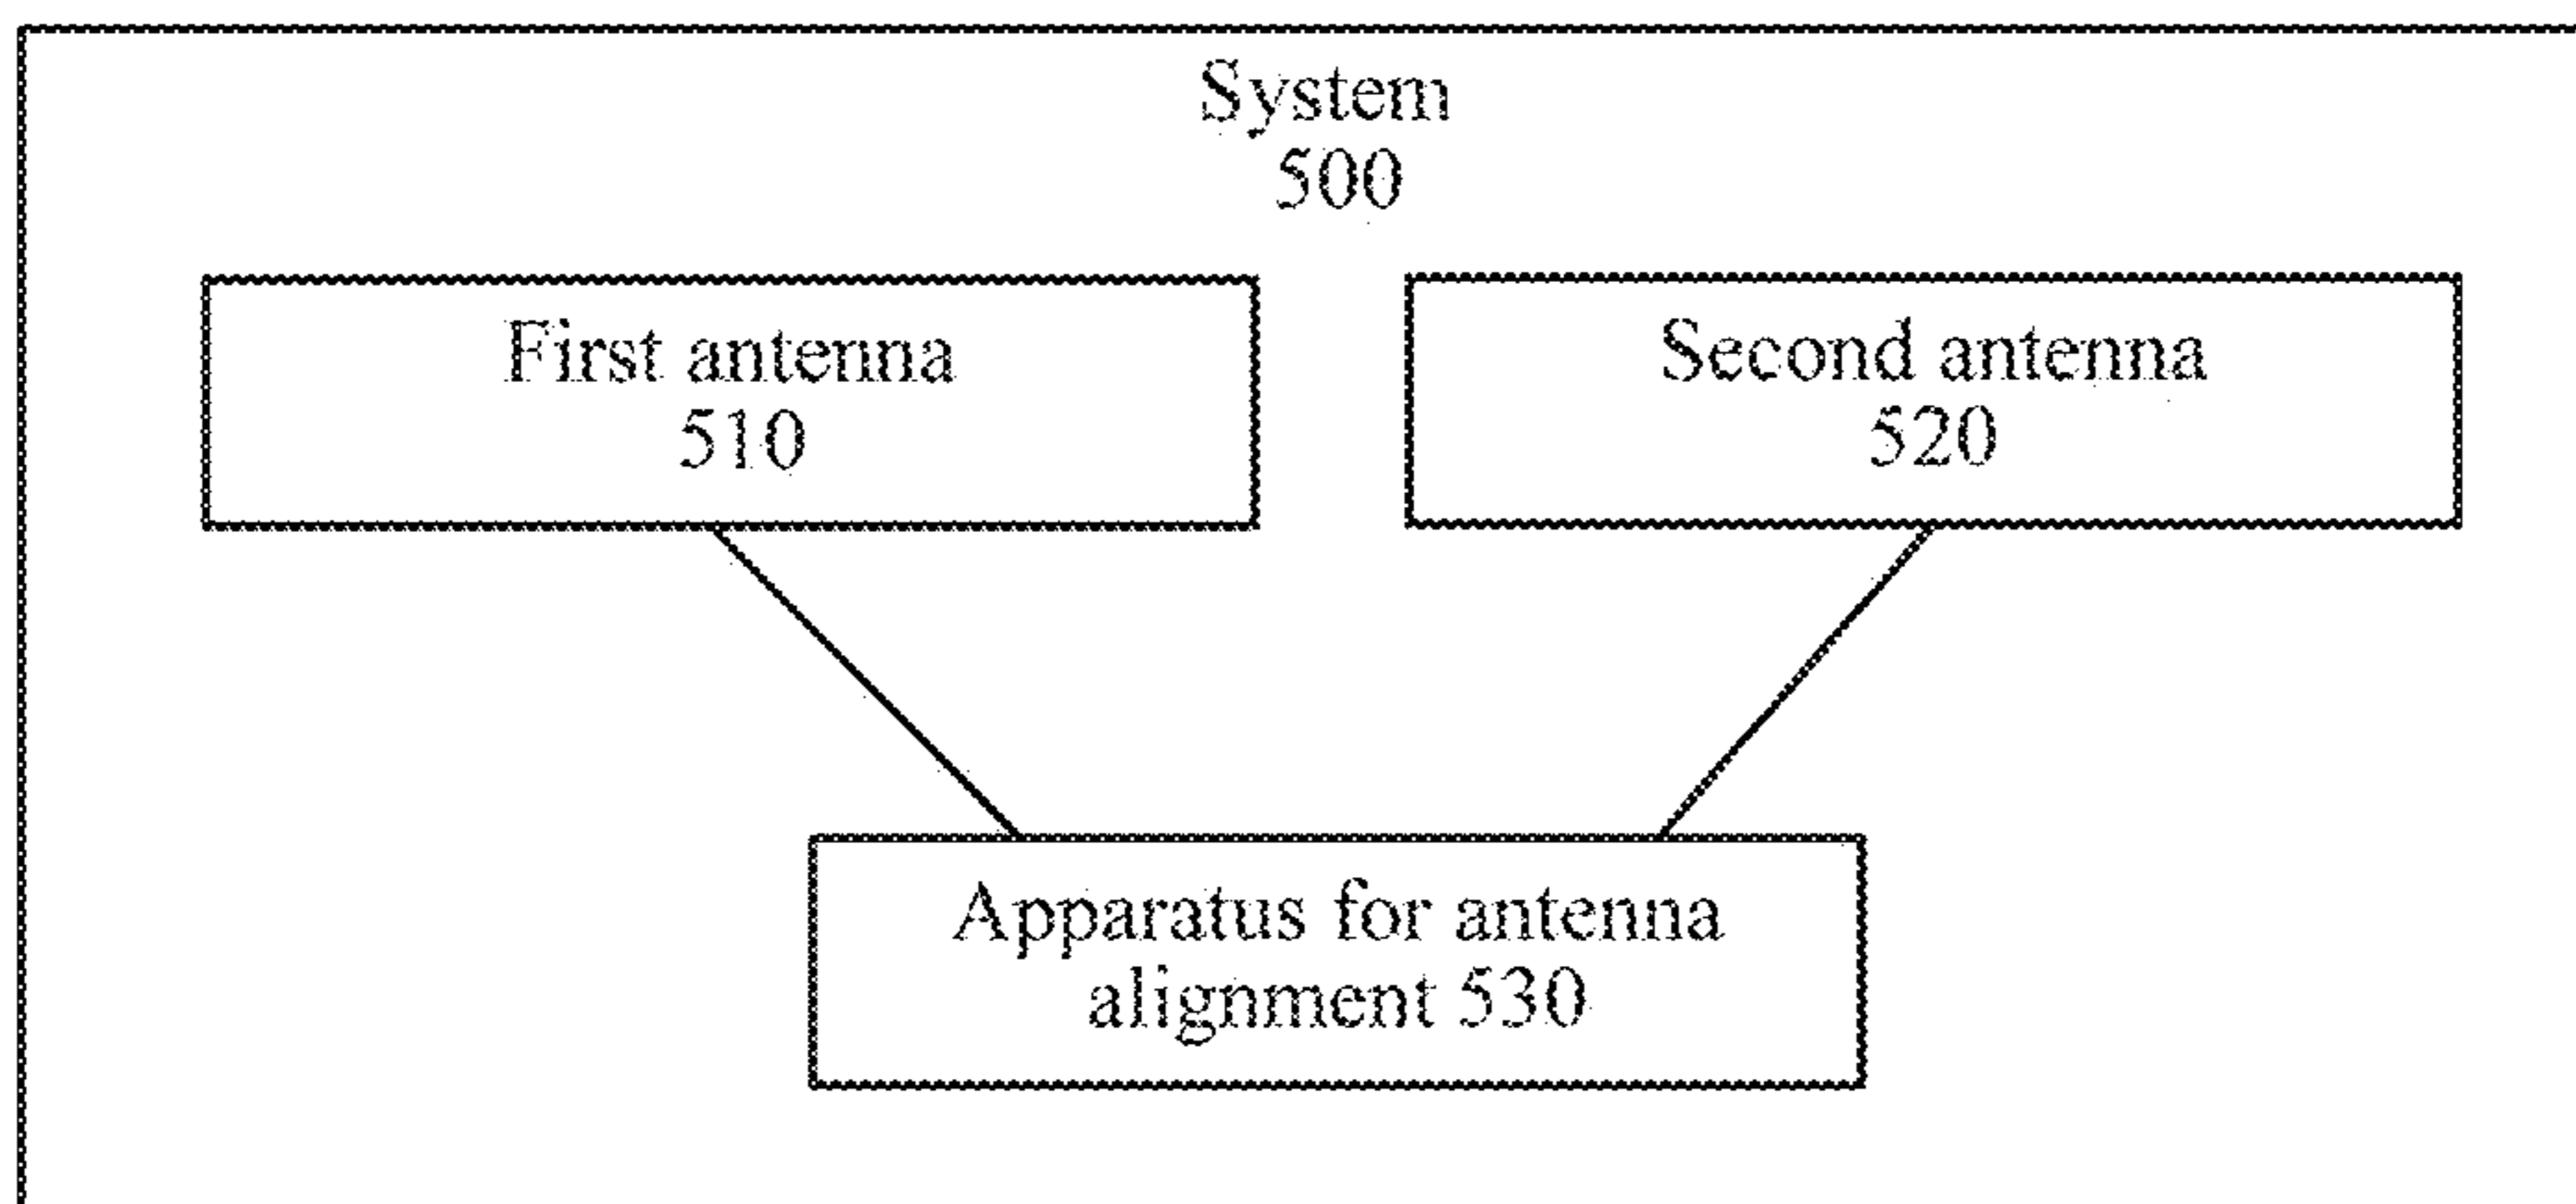 System
500
First antenna
510
Second antenna
520
Apparatus for antenna
alignment 530